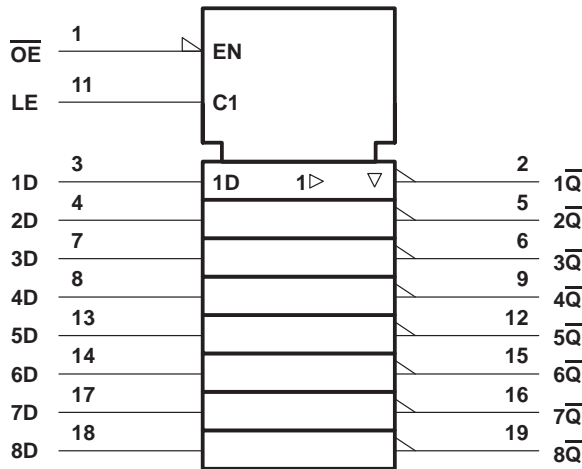 OE 1 EN
LE 11 C1
1D 3 1D 1 2 1Q
2D 4 5 2Q
3D 7 6 3Q
4D 8 9 4Q
5D 13 12 5Q
6D 14 15 6Q
7D 17 16 7Q
8D 18 19 8Q